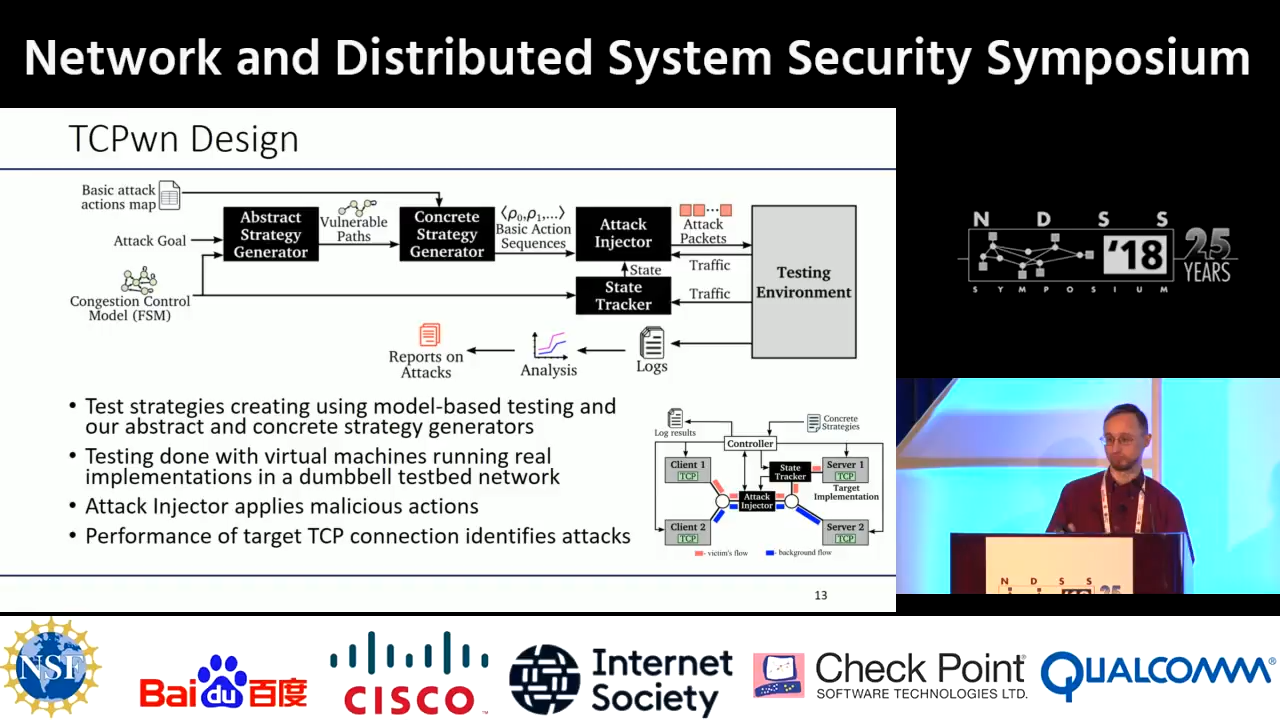 Network and Distributed System Security Symposium
TCPwn Design
Basic attack
actions map
Attack Goal
Congestion Control
Model (FSM)
Abstract
Strategy
Generator
Vulnerable
Paths
Concrete
Strategy
Generator
⟨ρ0,ρ1,...⟩
Basic Action
Sequences
Attack
Injector
State
State
Tracker
Attack
Packets
Traffic
Traffic
Testing
Environment
Reports on
Attacks
Analysis
Logs
• Test strategies creating using model-based testing and
our abstract and concrete strategy generators
• Testing done with virtual machines running real
implementations in a dumbbell testbed network
• Attack Injector applies malicious actions
• Performance of target TCP connection identifies attacks
Log results
Concrete
Strategies
Controller
Client 1
TCP
State
Tracker
Server 1
TCP
Target
Implementation
Attack
Injector
Client 2
TCP
Server 2
TCP
- victim's flow
- background flow
13
N D S S
'18
25
YEARS
S Y M P O S I U M
N D S S
'18
25
NSF
Baidu百度
CISCO
Internet
Society
Check Point
SOFTWARE TECHNOLOGIES LTD.
QUALCOMM